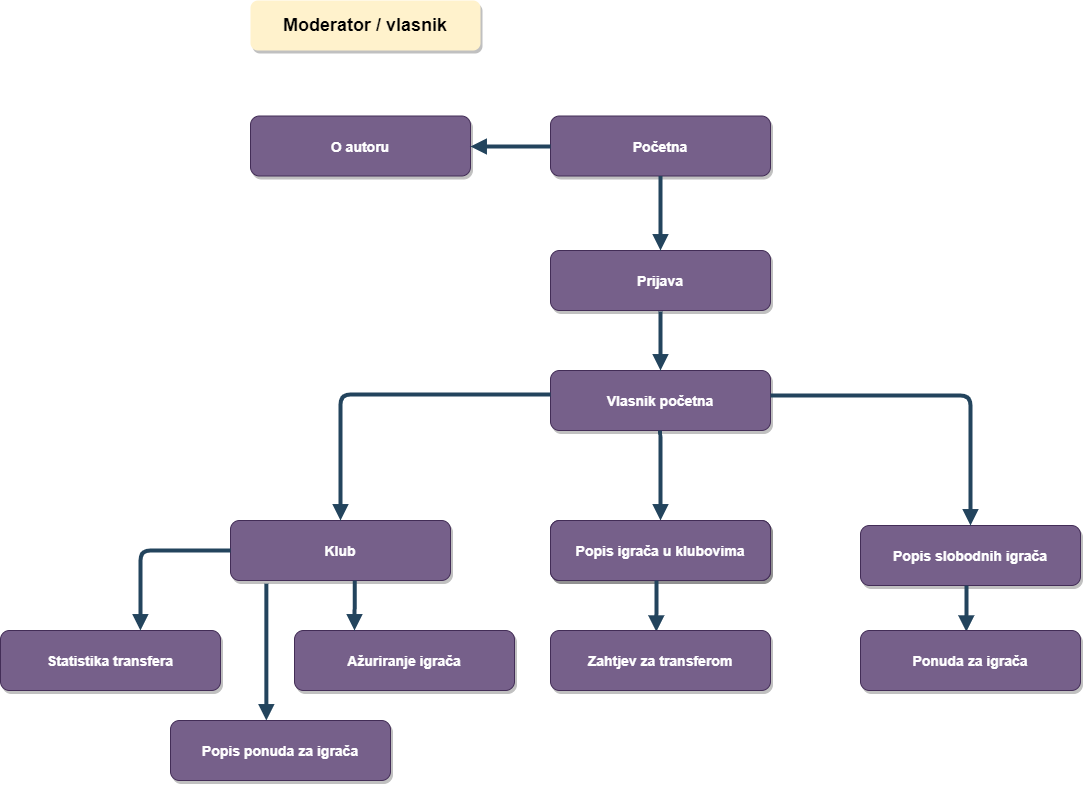 Moderator / vlasnik
O autoru
Početna
Prijava
Vlasnik početna
Klub
Popis igrača u klubovima
Popis slobodnih igrača
Statistika transfera
Ažuriranje igrača
Zahtjev za transferom
Ponuda za igrača
Popis ponuda za igrača